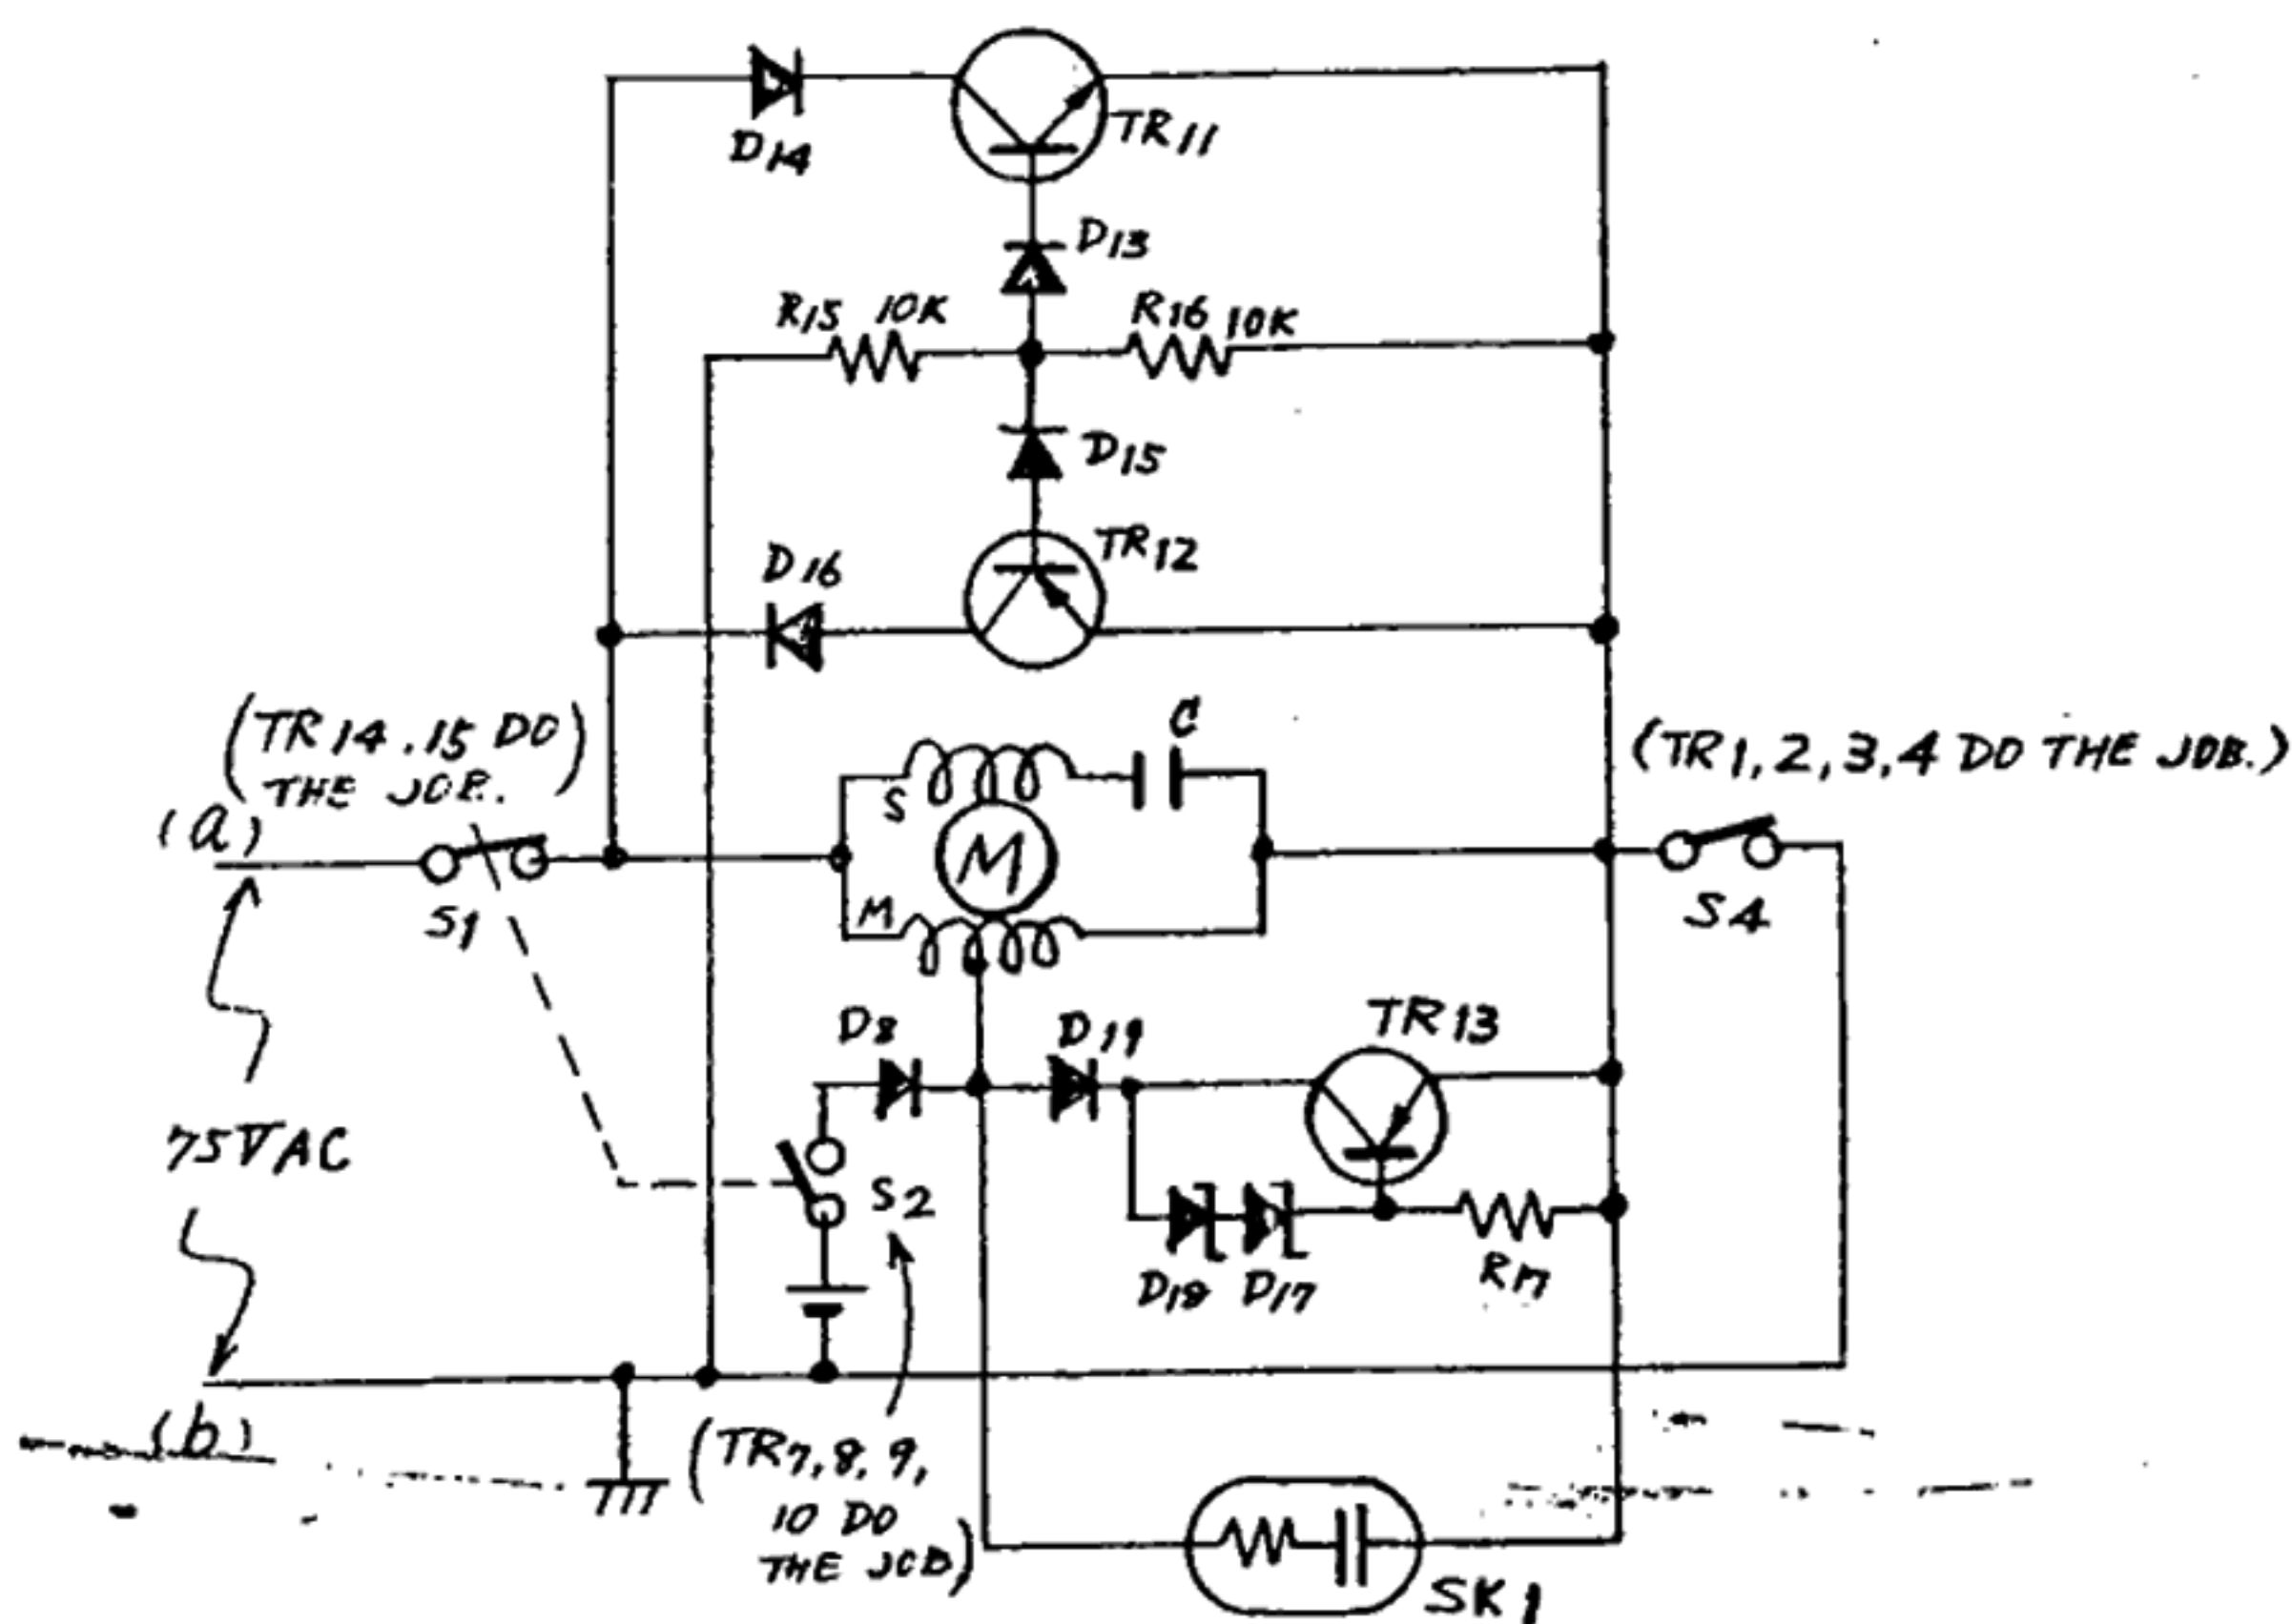 TR11
D14
D13
R15 10K
R16 10K
D15
TR12
D16
(TR14.15 DO
THE JOB.)
C
(TR1,2,3,4 DO THE JOB.)
(a)
S
M
S1
M
S4
D8
D19
TR13
75VAC
S2
D18
D17
R17
(b)
(TR7,8,9,
10 DO
THE JOB)
SK1